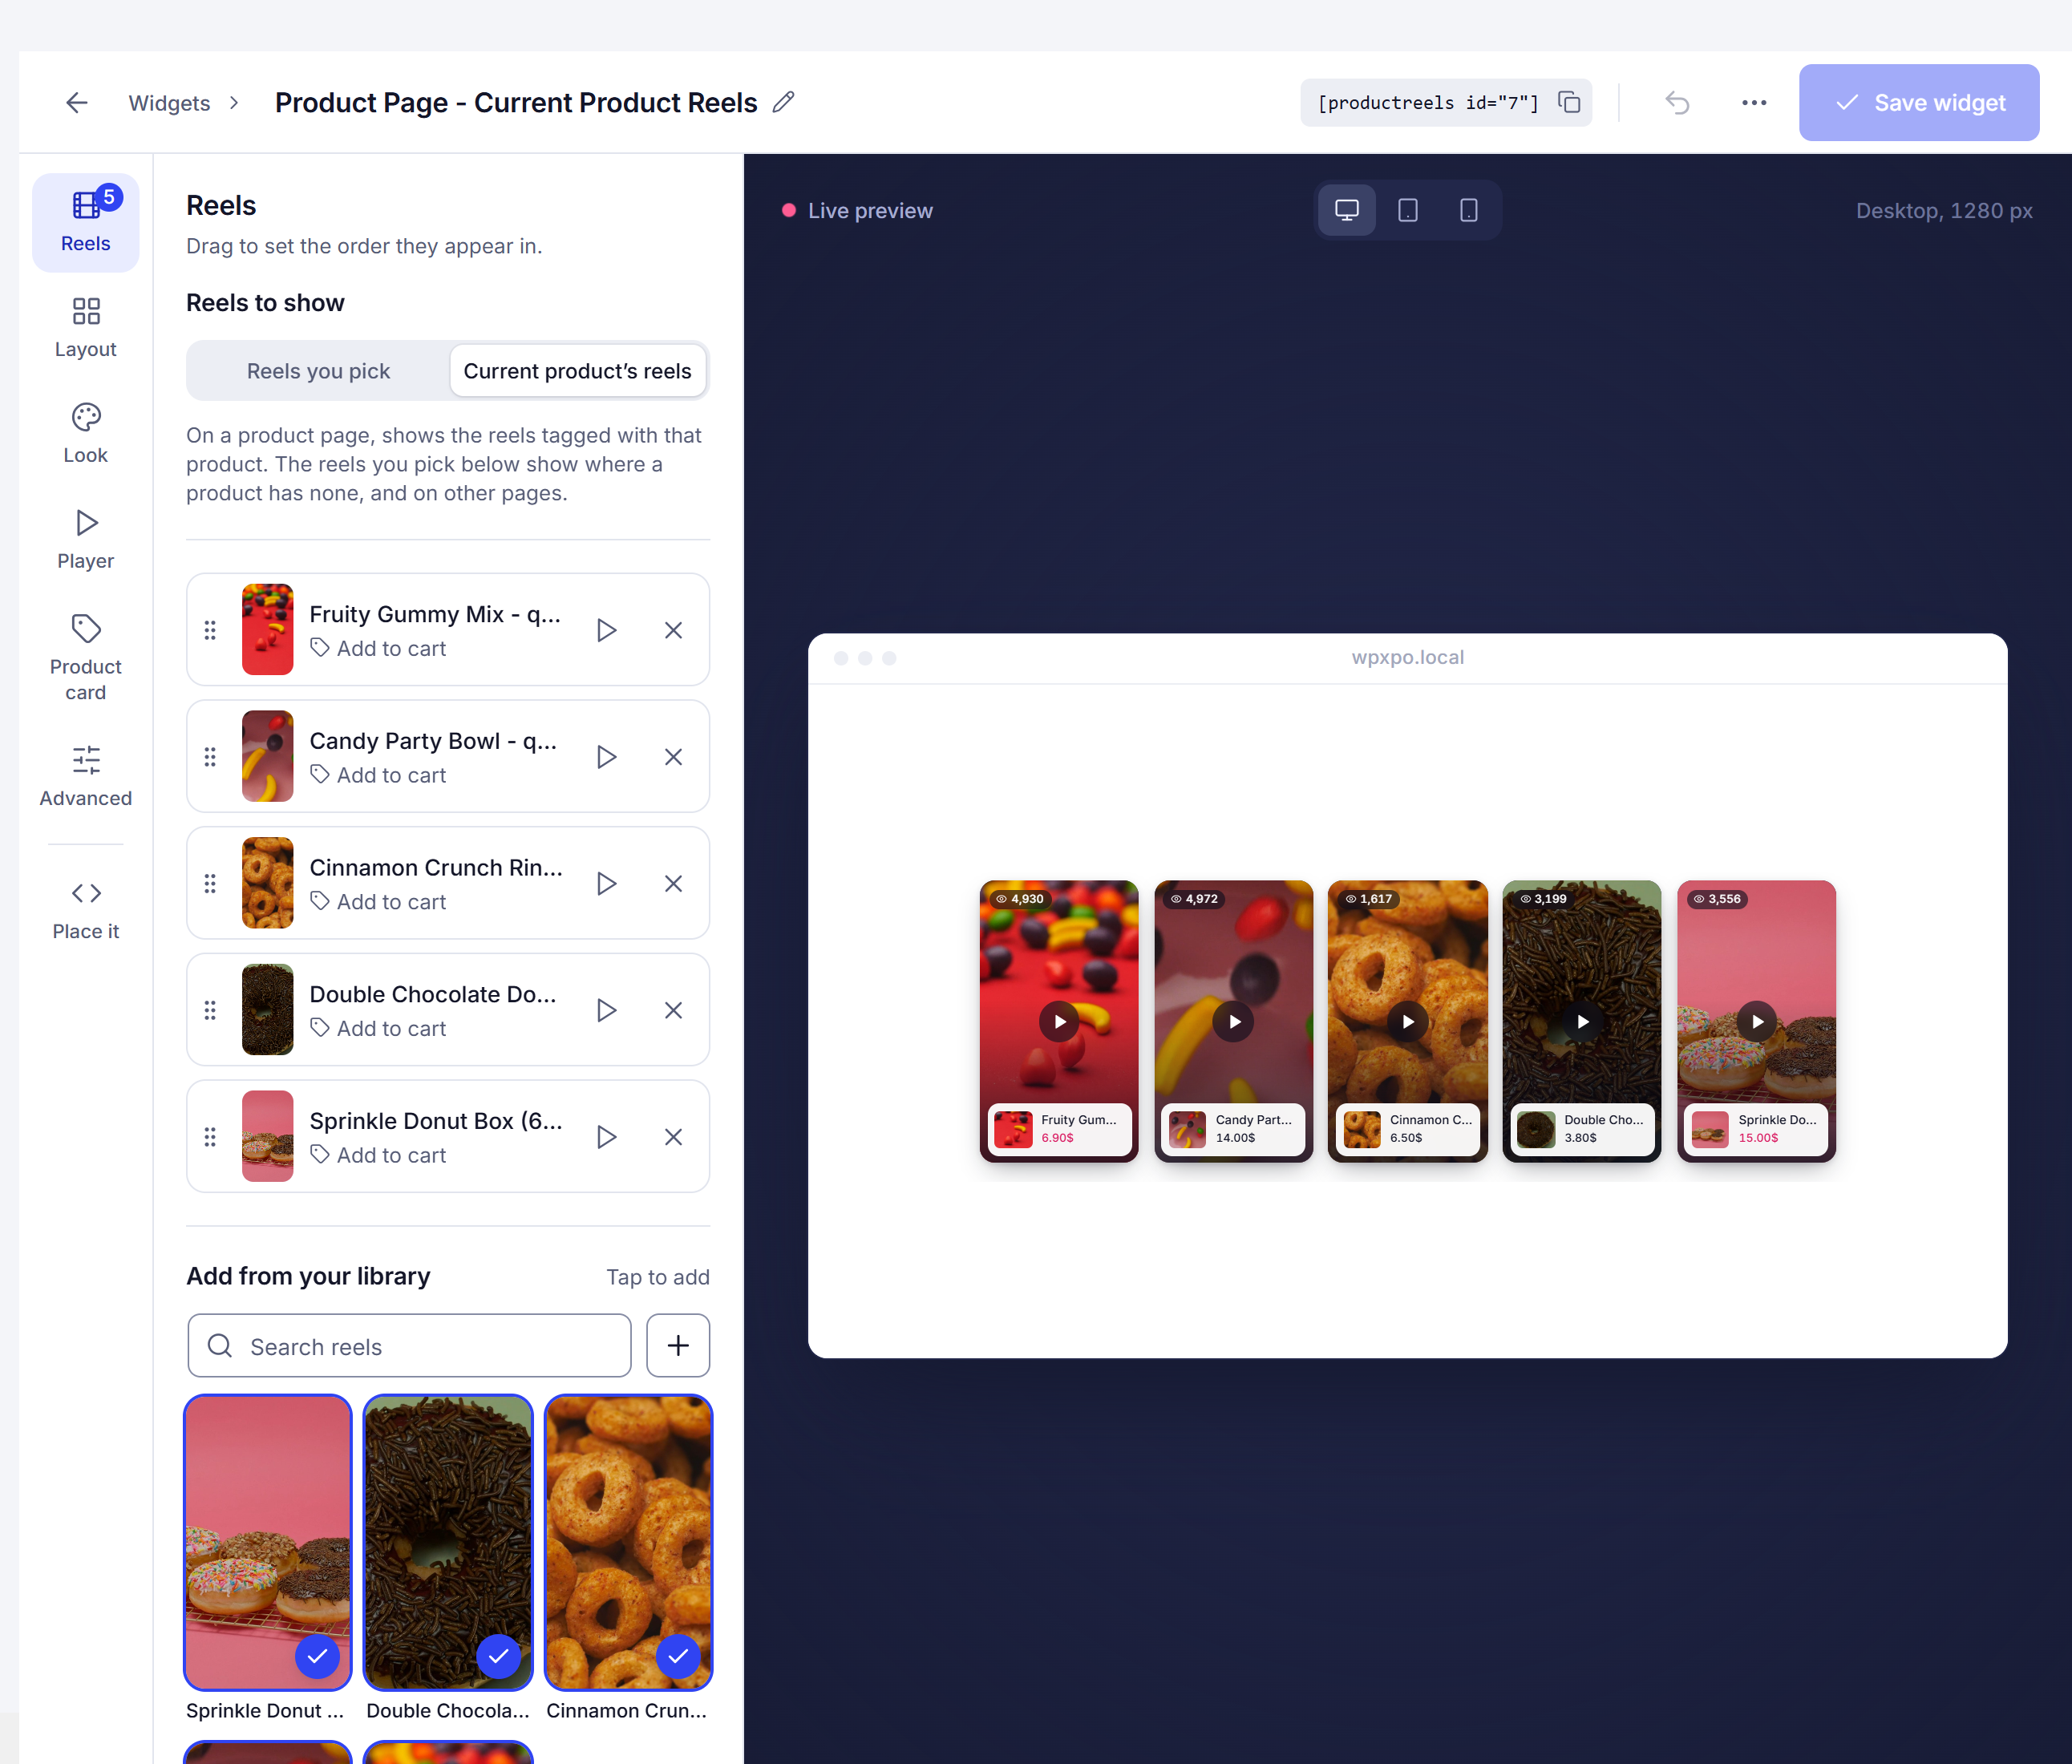 Widgets
Product Page - Current Product Reels
[productreels id="7"]
Save widget
5
Reels
Layout
Look
Player
Product
card
Advanced
Place it
Reels
Drag to set the order they appear in.
Reels to show
Reels you pick
Current product’s reels
On a product page, shows the reels tagged with that
product. The reels you pick below show where a
product has none, and on other pages.
Fruity Gummy Mix - q...
Add to cart
Candy Party Bowl - q...
Add to cart
Cinnamon Crunch Rin...
Add to cart
Double Chocolate Do...
Add to cart
Sprinkle Donut Box (6...
Add to cart
Add from your library
Tap to add
Search reels
Sprinkle Donut ...
Double Chocola...
Cinnamon Crun...
Live preview
Desktop, 1280 px
wpxpo.local
4,930
4,972
1,617
3,199
3,556
Fruity Gum...
6.90$
Candy Part...
14.00$
Cinnamon C...
6.50$
Double Cho...
3.80$
Sprinkle Do...
15.00$